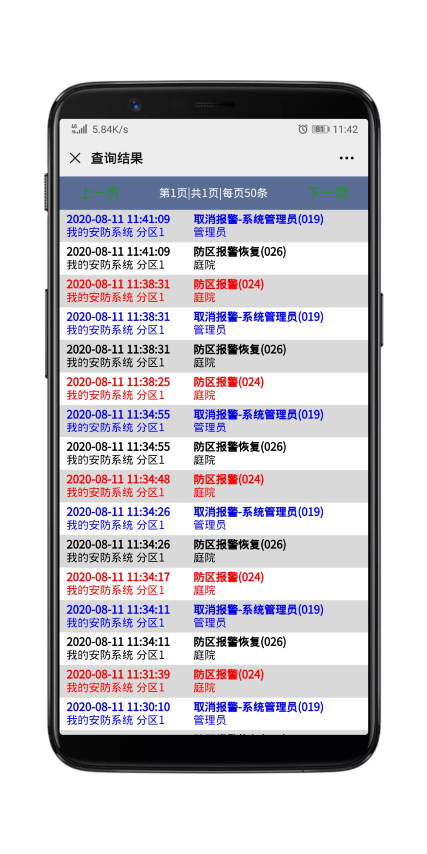 5.84K/s 81 11:42
查询结果
上一页 第1页|共1页|每页50条 下一页
2020-08-11 11:41:09 取消报警-系统管理员(019)
我的安防系统 分区1 管理员
2020-08-11 11:41:09 防区报警恢复(026)
我的安防系统 分区1 庭院
2020-08-11 11:38:31 防区报警(024)
我的安防系统 分区1 庭院
2020-08-11 11:38:31 取消报警-系统管理员(019)
我的安防系统 分区1 管理员
2020-08-11 11:38:31 防区报警恢复(026)
我的安防系统 分区1 庭院
2020-08-11 11:38:25 防区报警(024)
我的安防系统 分区1 庭院
2020-08-11 11:34:55 取消报警-系统管理员(019)
我的安防系统 分区1 管理员
2020-08-11 11:34:55 防区报警恢复(026)
我的安防系统 分区1 庭院
2020-08-11 11:34:48 防区报警(024)
我的安防系统 分区1 庭院
2020-08-11 11:34:26 取消报警-系统管理员(019)
我的安防系统 分区1 管理员
2020-08-11 11:34:26 防区报警恢复(026)
我的安防系统 分区1 庭院
2020-08-11 11:34:17 防区报警(024)
我的安防系统 分区1 庭院
2020-08-11 11:34:11 取消报警-系统管理员(019)
我的安防系统 分区1 管理员
2020-08-11 11:34:11 防区报警恢复(026)
我的安防系统 分区1 庭院
2020-08-11 11:31:39 防区报警(024)
我的安防系统 分区1 庭院
2020-08-11 11:30:10 取消报警-系统管理员(019)
我的安防系统 分区1 管理员